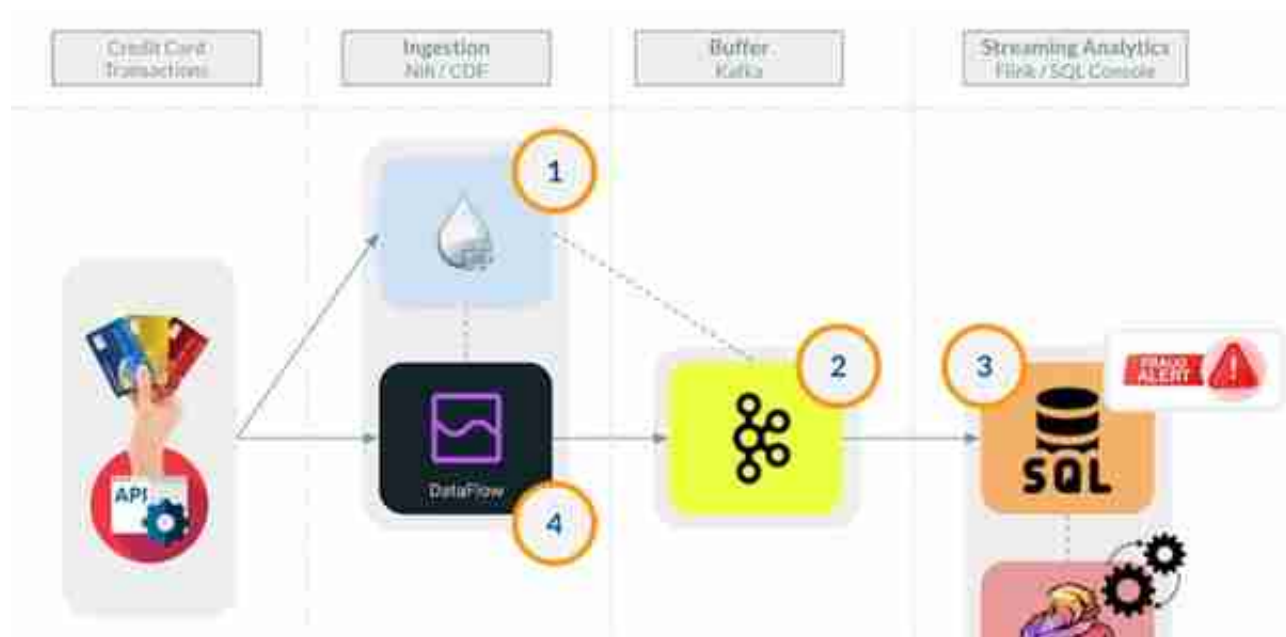 Credit Card
Transactions
Ingestion
Nifi / CDF
Buffer
Kafka
Streaming Analytics
Flink / SQL Console
1
2
3
FRAUD
ALERT
SQL
API
DataFlow
4